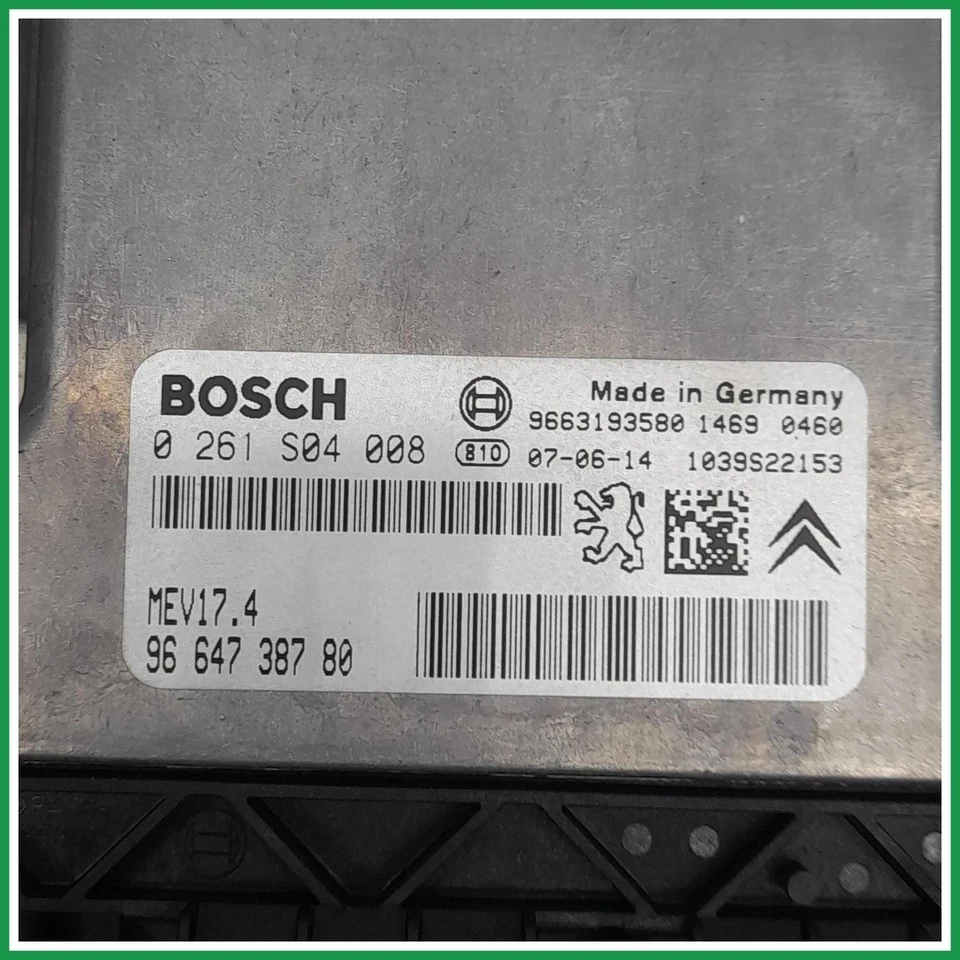 BOSCH
Made in Germany
9663193580 1469 0460
0 261 S04 008
810
07-06-14 1039S22153
MEV17.4
96 647 387 80